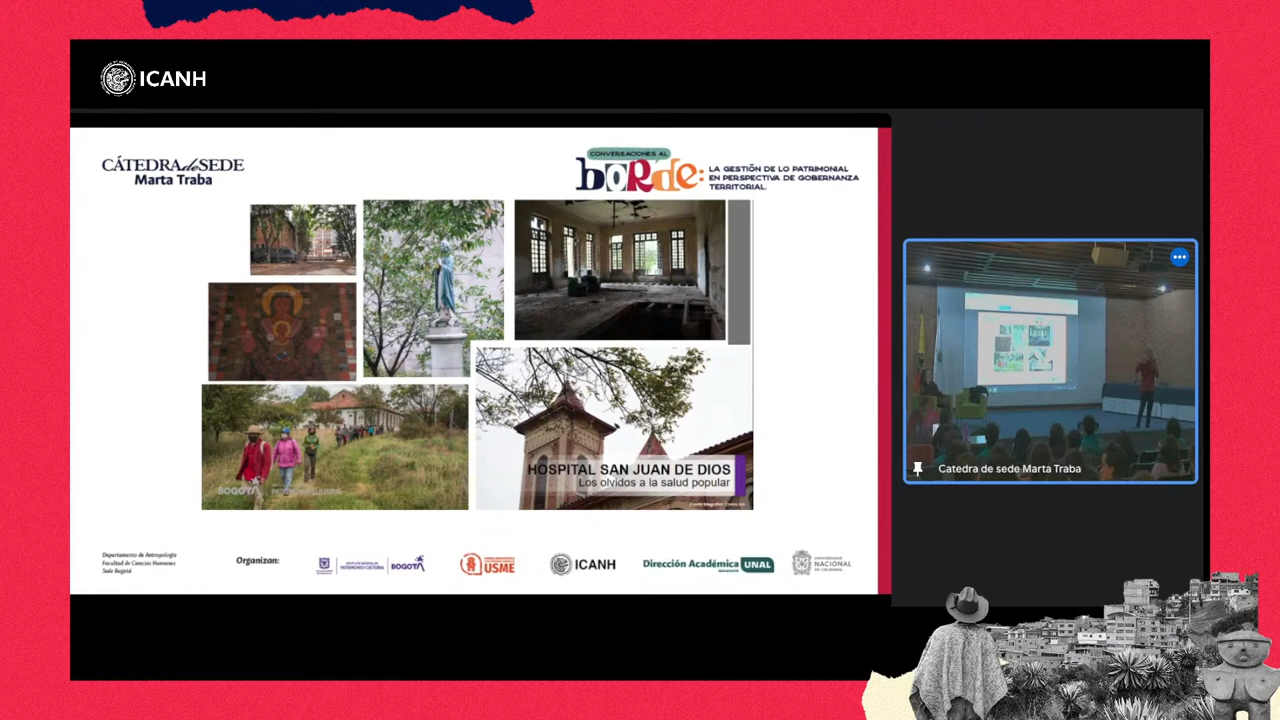 ICANH
CÁTEDRA de SEDE
Marta Traba
CONVERSACIONES AL
borde:
LA GESTIÓN DE LO PATRIMONIAL
EN PERSPECTIVA DE GOBERNANZA
TERRITORIAL.
BOGOTÁ
HOSPITAL SAN JUAN DE DIOS
Los olvidos a la salud popular
Catedra de sede Marta Traba
Departamento de Antropología
Facultad de Ciencias Humanas
Sede Bogotá
Organizan:
PATRIMONIO CULTURAL
BOGOTÁ
USME
ICANH
Dirección Académica UNAL
UNIVERSIDAD
NACIONAL
DE COLOMBIA